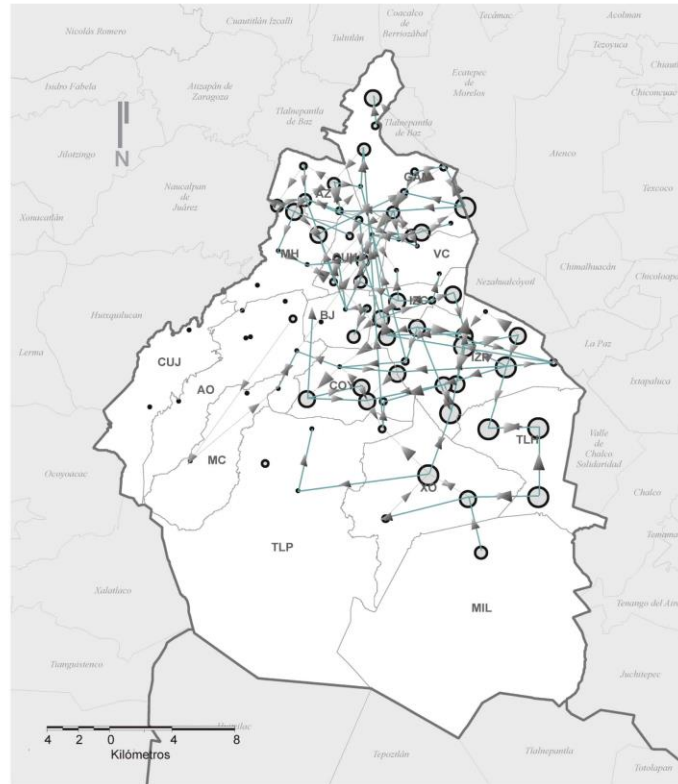 Nicolás Romero
Cuautitlán Izcalli
Tultitlán
Coacalco
de
Berriozábal
Tecámac
Acolman
Tezoyuca
Isidro Fabela
Atizapán de
Zaragoza
Tlalnepantla
de Baz
Ecatepec
de
Morelos
Chiconcuac
Tlalnepantla
de Baz
Jilotzingo
N
Atenco
Naucalpan
de
Juárez
Texcoco
Xonacatlán
AZ
MH
VC
Nezahualcóyotl
Chimalhuacán
Huixquilucan
BJ
IZC
Lerma
CUJ
La Paz
IZP
Ixtapaluca
AO
COY
MC
TLH
Valle
de
Chalco
Solidaridad
Ocoyoacac
XO
Chalco
TLP
Xalatlaco
MIL
Tenango del Aire
Tianguistenco
Juchitepec
4 2 0 4 8
Kilómetros
Tepoztlán
Tlalnepantla
Totolapan